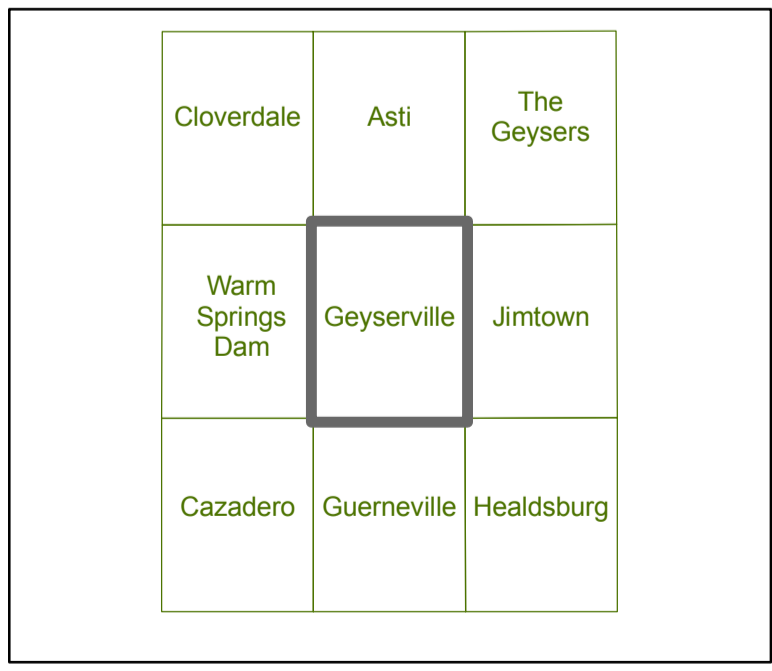 Cloverdale
Asti
The
Geysers
Warm
Springs
Dam
Geyserville
Jimtown
Cazadero
Guerneville
Healdsburg